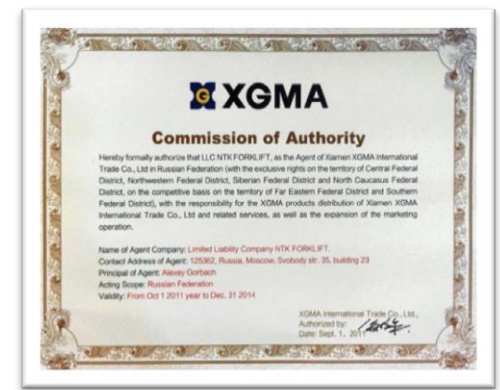 XGMA
Commission of Authority
Hereby formally authorize that LLC NTK FORKLIFT, as the Agent of Xiamen XGMA International
Trade Co., Ltd in Russian Federation (with the exclusive rights on the territory of Central Federal
District, Northwestern Federal District, Siberian Federal District and North Caucasus Federal
District, on the competitive basis on the territory of Far Eastern Federal District and Southern
Federal District), with the responsibility for the XGMA products distribution of Xiamen XGMA
International Trade Co., Ltd and related services, as well as the expansion of the marketing
operation.
Name of Agent Company: Limited Liability Company NTK FORKLIFT.
Contact Address of Agent: 125362, Russia, Moscow, Svobody str. 35, building 23
Principal of Agent: Alexey Gorbach
Acting Scope: Russian Federation
Validity: From Oct 1 2011 year to Dec. 31 2014
XGMA International Trade Co., Ltd.,
Authorized by:
Date: Sept. 1, 2011